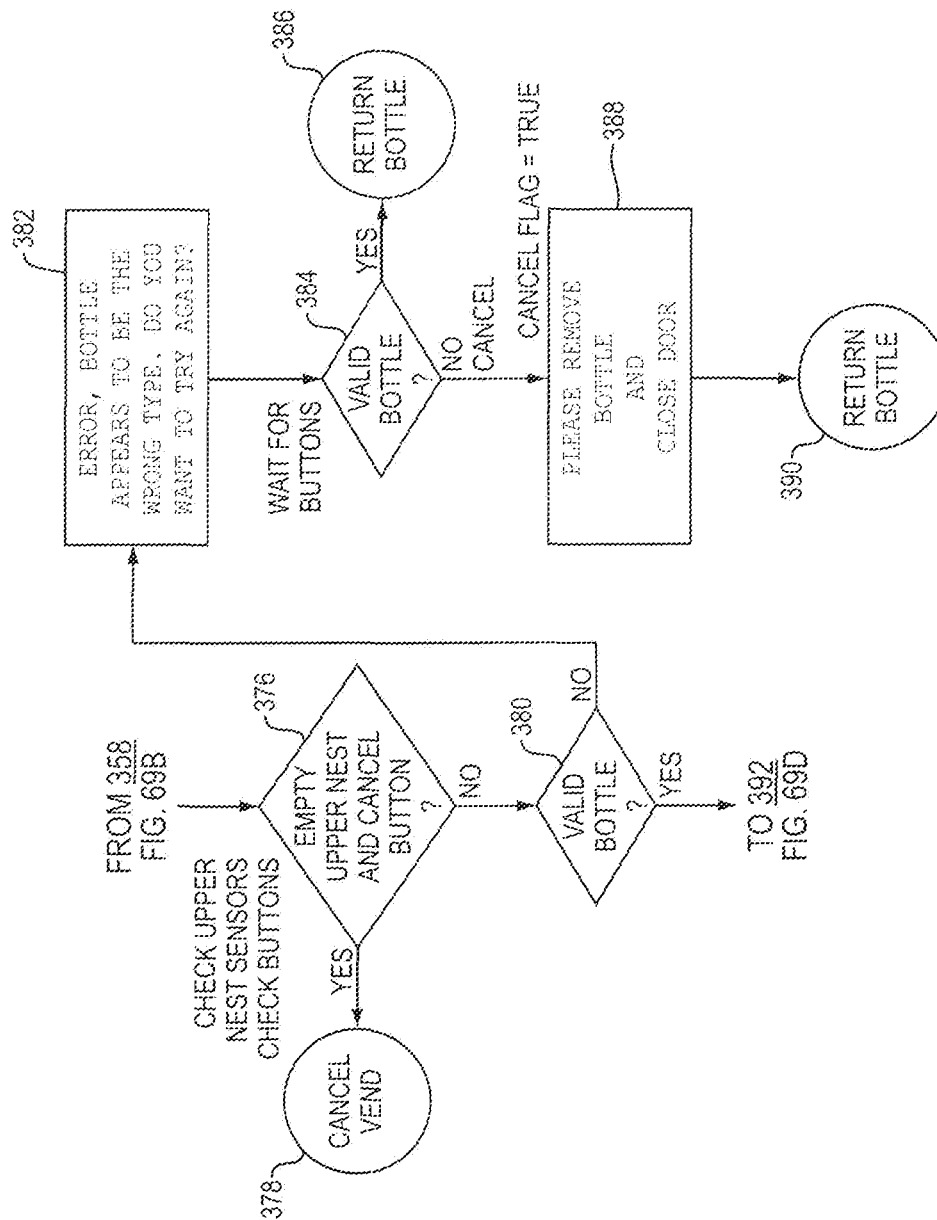 FROM 358
FIG. 69B
CHECK UPPER
NEST SENSORS
CHECK BUTTONS
376
EMPTY
UPPER NEST
AND CANCEL
BUTTON
?
YES
CANCEL
VEND
378
NO
380
VALID
BOTTLE
?
NO
YES
TO 392
FIG. 69D
382
ERROR, BOTTLE
APPEARS TO BE THE
WRONG TYPE. DO YOU
WANT TO TRY AGAIN?
WAIT FOR
BUTTONS
384
VALID
BOTTLE
?
YES
386
RETURN
BOTTLE
NO
CANCEL
CANCEL FLAG = TRUE
388
PLEASE REMOVE
BOTTLE
AND
CLOSE DOOR
390
RETURN
BOTTLE